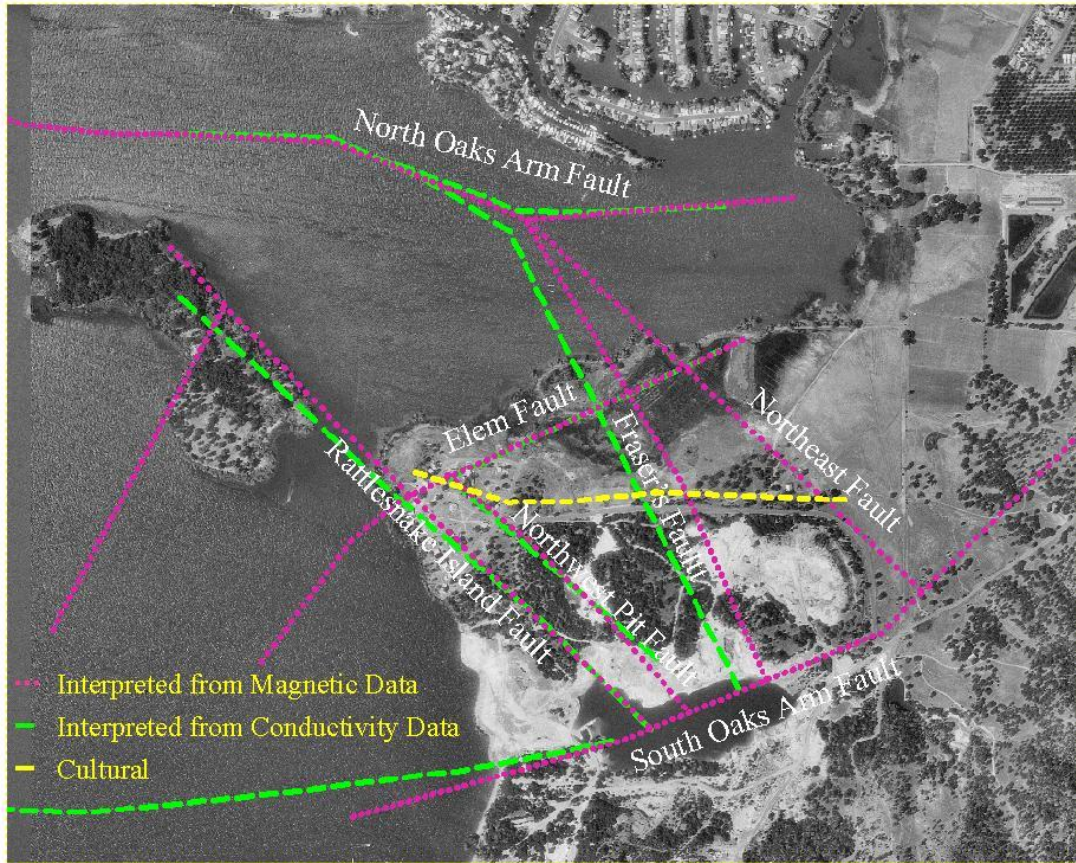 North Oaks Arm Fault
Elem Fault
Northeast Fault
Fraser's Fault
Rattlesnake Island Fault
Northwest Pit Fault
South Oaks Arm Fault
Interpreted from Magnetic Data
Interpreted from Conductivity Data
Cultural